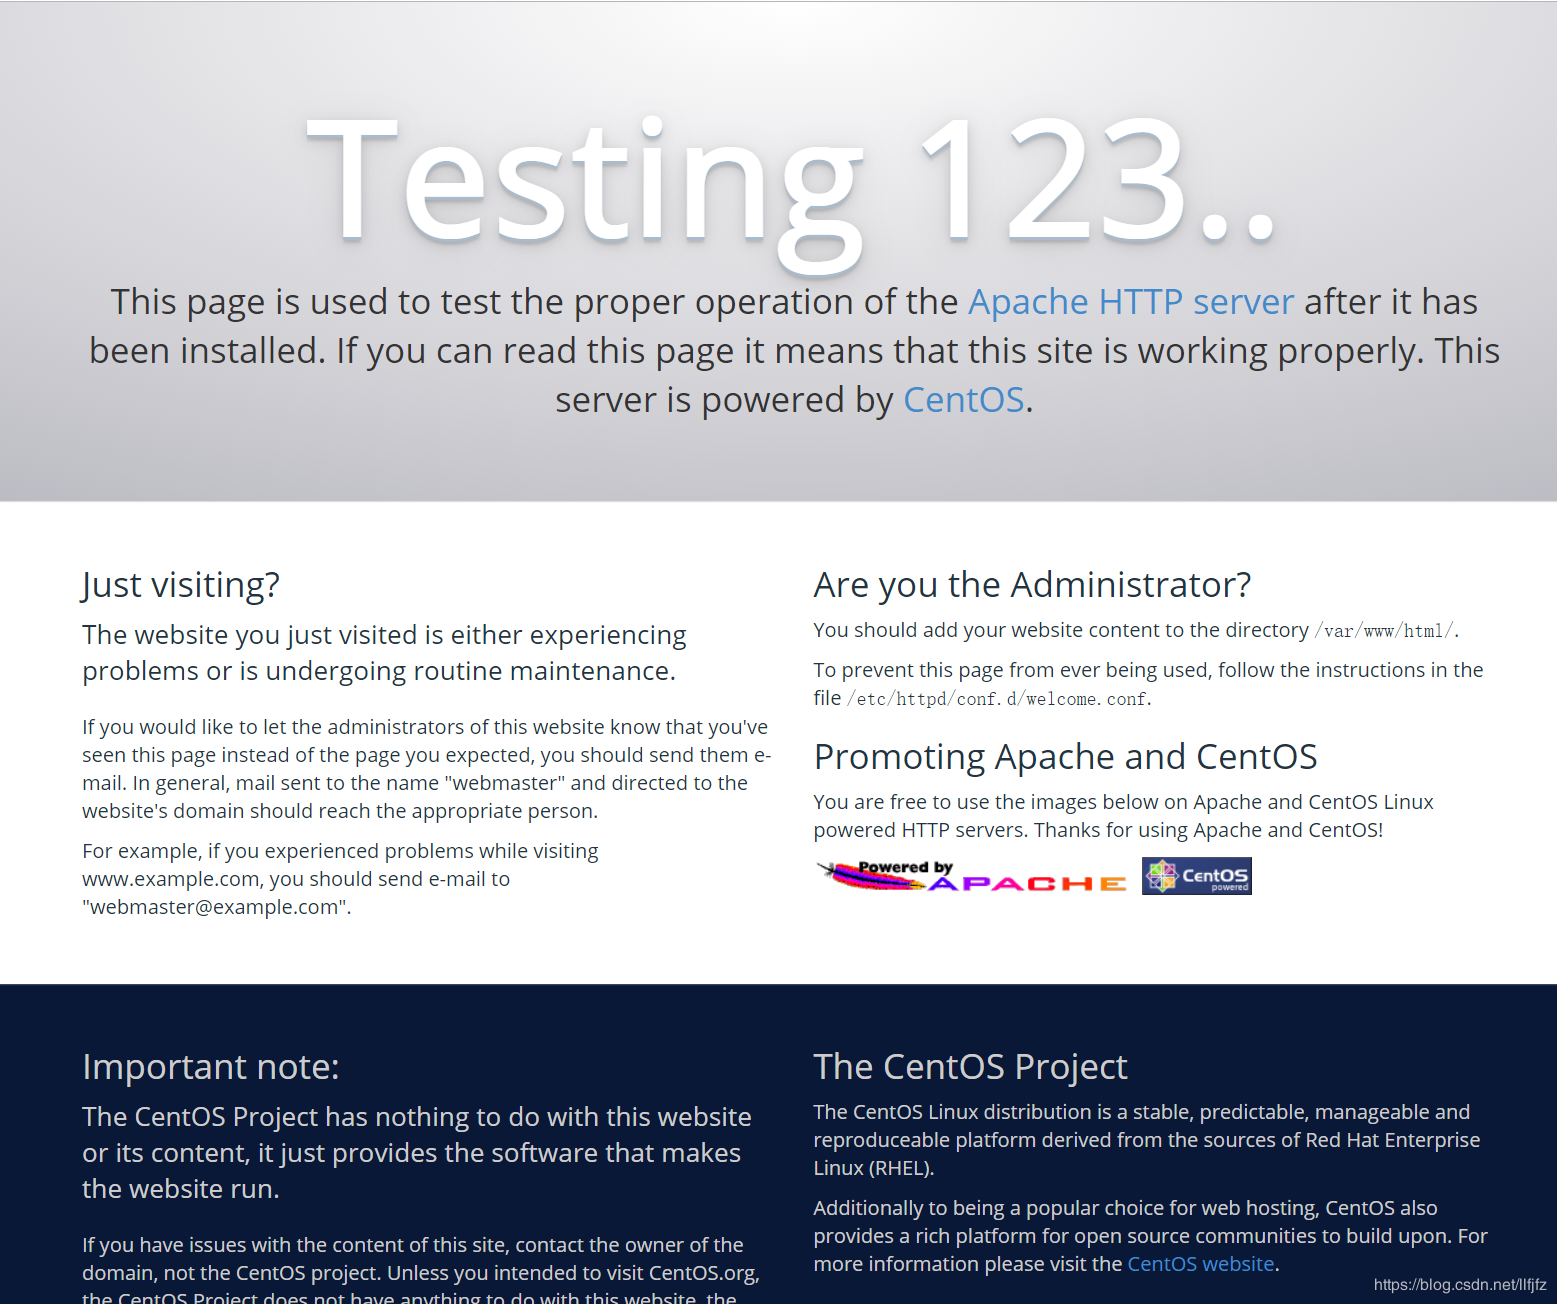 Testing 123..
This page is used to test the proper operation of the Apache HTTP server after it has
been installed. If you can read this page it means that this site is working properly. This
server is powered by CentOS.
Just visiting?
The website you just visited is either experiencing
problems or is undergoing routine maintenance.
If you would like to let the administrators of this website know that you've
seen this page instead of the page you expected, you should send them e-
mail. In general, mail sent to the name "webmaster" and directed to the
website's domain should reach the appropriate person.
For example, if you experienced problems while visiting
www.example.com, you should send e-mail to
"webmaster@example.com".
Are you the Administrator?
You should add your website content to the directory /var/www/html/.
To prevent this page from ever being used, follow the instructions in the
file /etc/httpd/conf.d/welcome.conf.
Promoting Apache and CentOS
You are free to use the images below on Apache and CentOS Linux
powered HTTP servers. Thanks for using Apache and CentOS!
Powered by
APACHE
CentOS
powered
Important note:
The CentOS Project has nothing to do with this website
or its content, it just provides the software that makes
the website run.
If you have issues with the content of this site, contact the owner of the
domain, not the CentOS project. Unless you intended to visit CentOS.org,
the CentOS Project does not have anything to do with this website, the
The CentOS Project
The CentOS Linux distribution is a stable, predictable, manageable and
reproduceable platform derived from the sources of Red Hat Enterprise
Linux (RHEL).
Additionally to being a popular choice for web hosting, CentOS also
provides a rich platform for open source communities to build upon. For
more information please visit the CentOS website.
https://blog.csdn.net/llfjfz